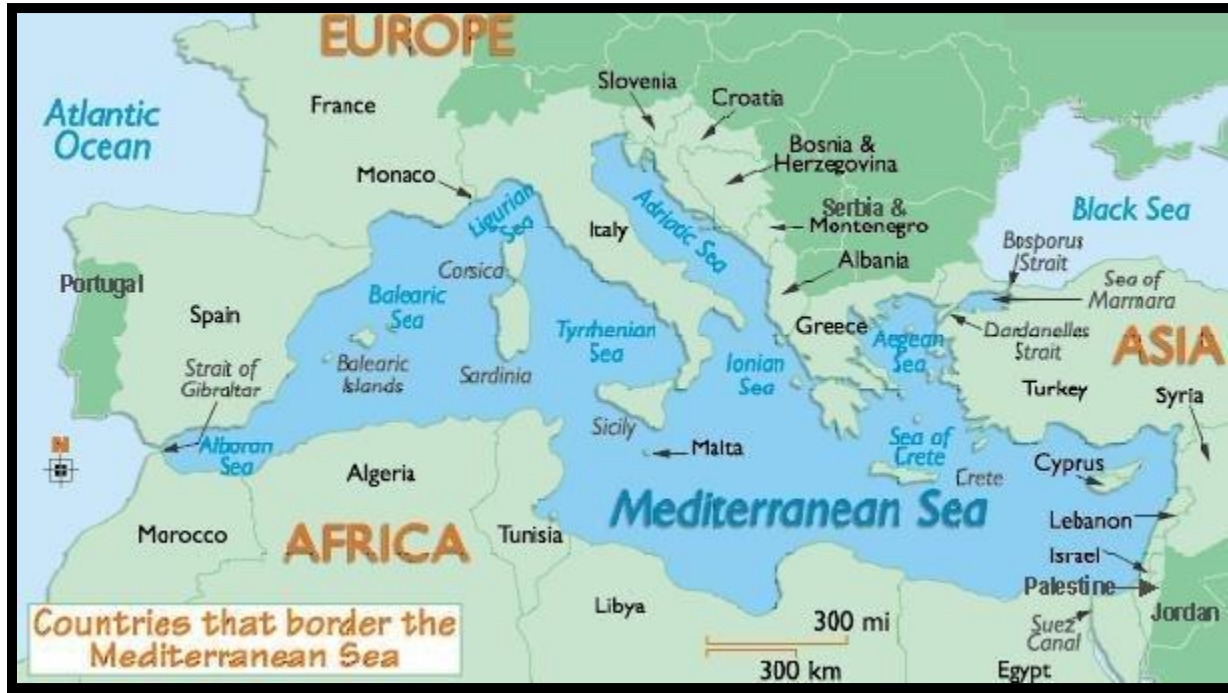 EUROPE
Atlantic
Ocean
France
Slovenia
Croatia
Bosnia &
Herzegovina
Monaco
Ligurian
Sea
Adriatic Sea
Italy
Serbia &
Montenegro
Albania
Black Sea
Bosporus
Strait
Sea of
Marmara
Corsica
Portugal
Spain
Balearic
Sea
Tyrrhenian
Sea
Ionian
Sea
Greece
Aegean
Sea
Dardanelles
Strait
ASIA
Strait of
Gibraltar
Balearic
Islands
Sardinia
Turkey
Syria
Sicily
Malta
Sea of
Crete
Crete
Cyprus
N
Alboran
Sea
Algeria
Mediterranean Sea
Lebanon
Morocco
AFRICA
Tunisia
Israel
Palestine
Jordan
Libya
Suez
Canal
Egypt
300 mi
300 km
Countries that border the
Mediterranean Sea